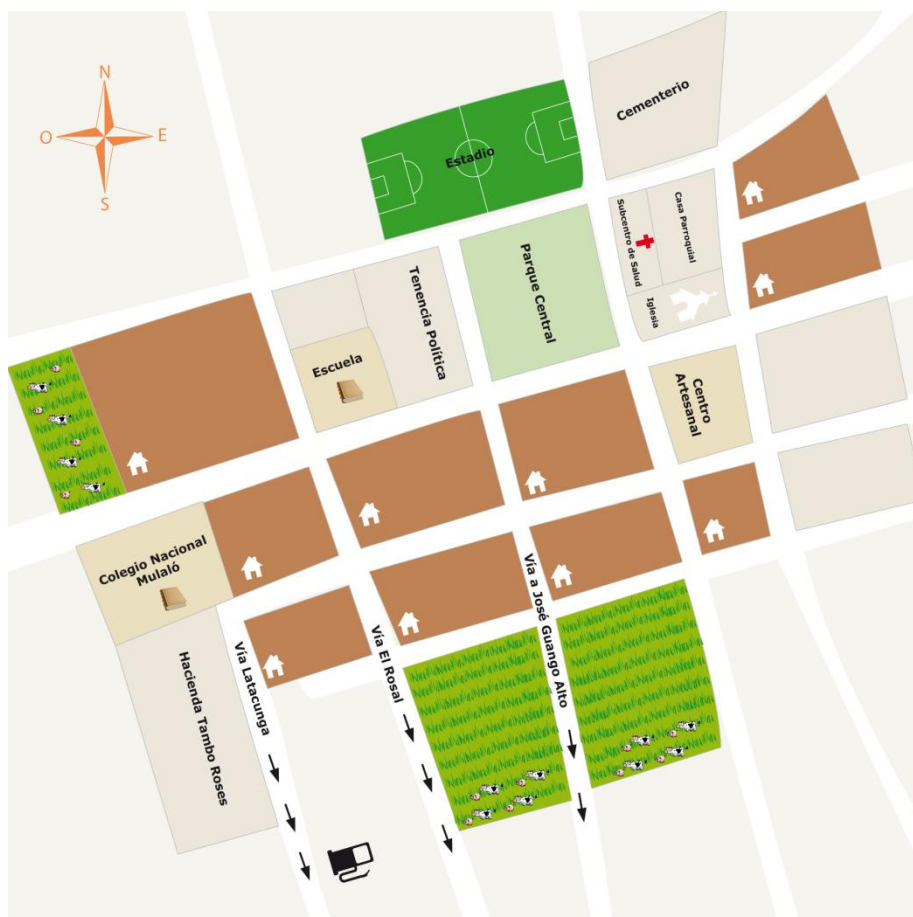 N
O
E
S
Cementerio
Estadio
Subcentro de Salud
Casa Parroquial
Iglesia
Parque Central
Tenencia Política
Escuela
Centro
Artesanal
Colegio Nacional
Mulaló
Hacienda Tambo Roses
Vía Latacunga
Vía El Rosal
Vía a José Guango Alto